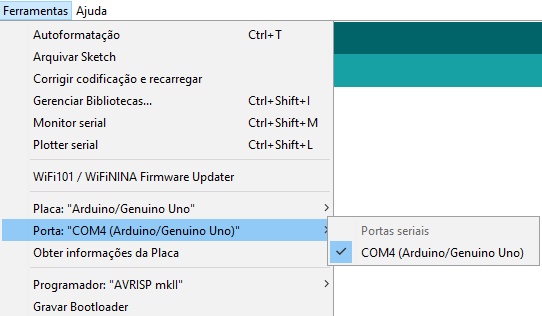 Ferramentas Ajuda
Autoformatação Ctrl+T
Arquivar Sketch
Corrigir codificação e recarregar
Gerenciar Bibliotecas... Ctrl+Shift+I
Monitor serial Ctrl+Shift+M
Plotter serial Ctrl+Shift+L
WiFi101 / WiFiNINA Firmware Updater
Placa: "Arduino/Genuino Uno"
Porta: "COM4 (Arduino/Genuino Uno)"
Portas seriais
COM4 (Arduino/Genuino Uno)
Obter informações da Placa
Programador: "AVRISP mkII"
Gravar Bootloader